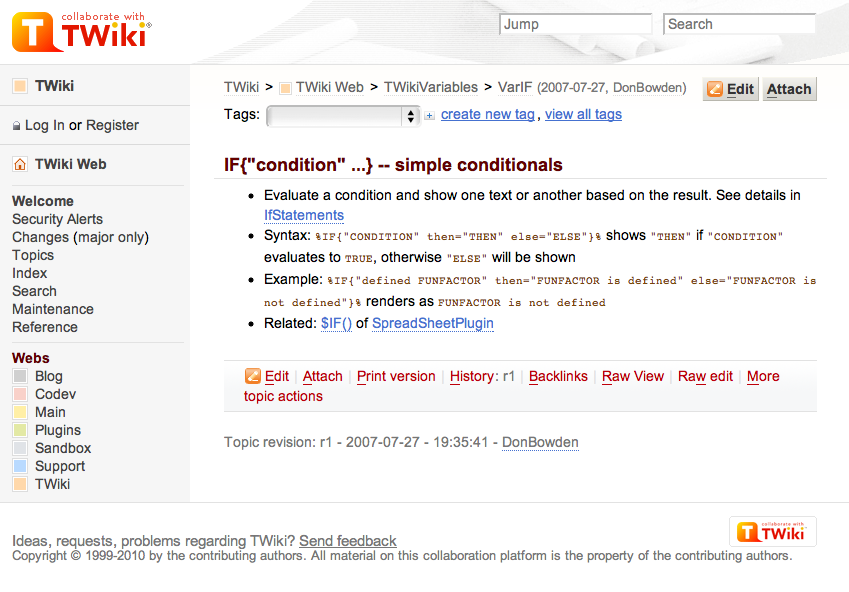 collaborate with
TWiki®
Jump
Search
TWiki
Log In or Register
TWiki Web
Welcome
Security Alerts
Changes (major only)
Topics
Index
Search
Maintenance
Reference
Webs
Blog
Codev
Main
Plugins
Sandbox
Support
TWiki
TWiki > TWiki Web > TWikiVariables > VarIF (2007-07-27, DonBowden)
Edit
Attach
Tags:
create new tag, view all tags
IF{"condition" ...} -- simple conditionals
• Evaluate a condition and show one text or another based on the result. See details in
IfStatements
• Syntax: %IF{"CONDITION" then="THEN" else="ELSE"}% shows "THEN" if "CONDITION"
evaluates to TRUE, otherwise "ELSE" will be shown
• Example: %IF{"defined FUNFACTOR" then="FUNFACTOR is defined" else="FUNFACTOR is
not defined"}% renders as FUNFACTOR is not defined
• Related: $IF() of SpreadSheetPlugin
Edit | Attach | Print version | History: r1 | Backlinks | Raw View | Raw edit | More
topic actions
Topic revision: r1 - 2007-07-27 - 19:35:41 - DonBowden
collaborate with
TWiki
Ideas, requests, problems regarding TWiki? Send feedback
Copyright © 1999-2010 by the contributing authors. All material on this collaboration platform is the property of the contributing authors.